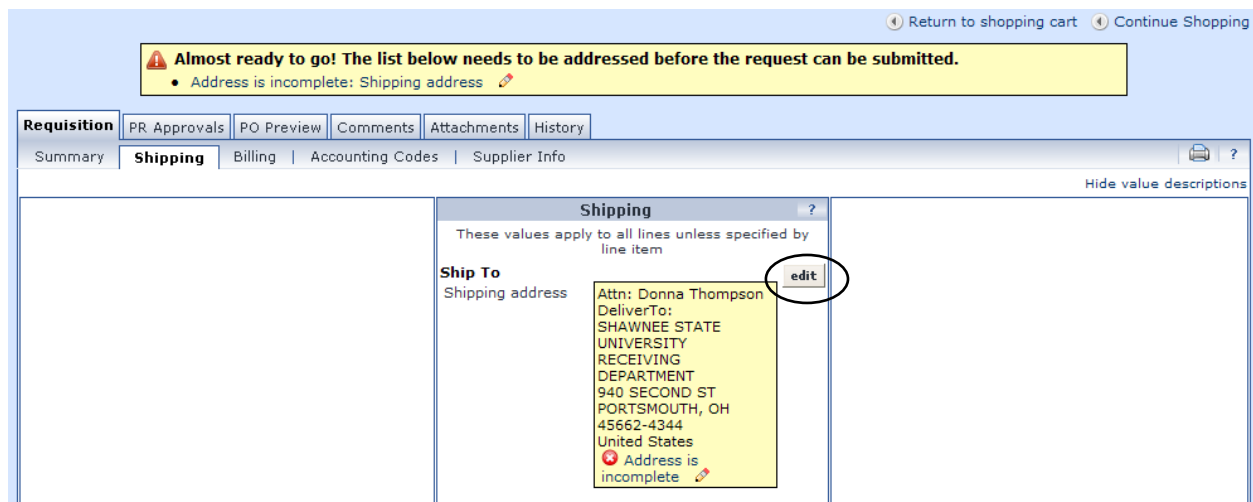 Return to shopping cart Continue Shopping
Almost ready to go! The list below needs to be addressed before the request can be submitted.
• Address is incomplete: Shipping address
Requisition PR Approvals PO Preview Comments Attachments History
Summary Shipping Billing | Accounting Codes | Supplier Info ?
Hide value descriptions
Shipping ?
These values apply to all lines unless specified by
line item
Ship To edit
Shipping address Attn: Donna Thompson
DeliverTo:
SHAWNEE STATE
UNIVERSITY
RECEIVING
DEPARTMENT
940 SECOND ST
PORTSMOUTH, OH
45662-4344
United States
Address is
incomplete